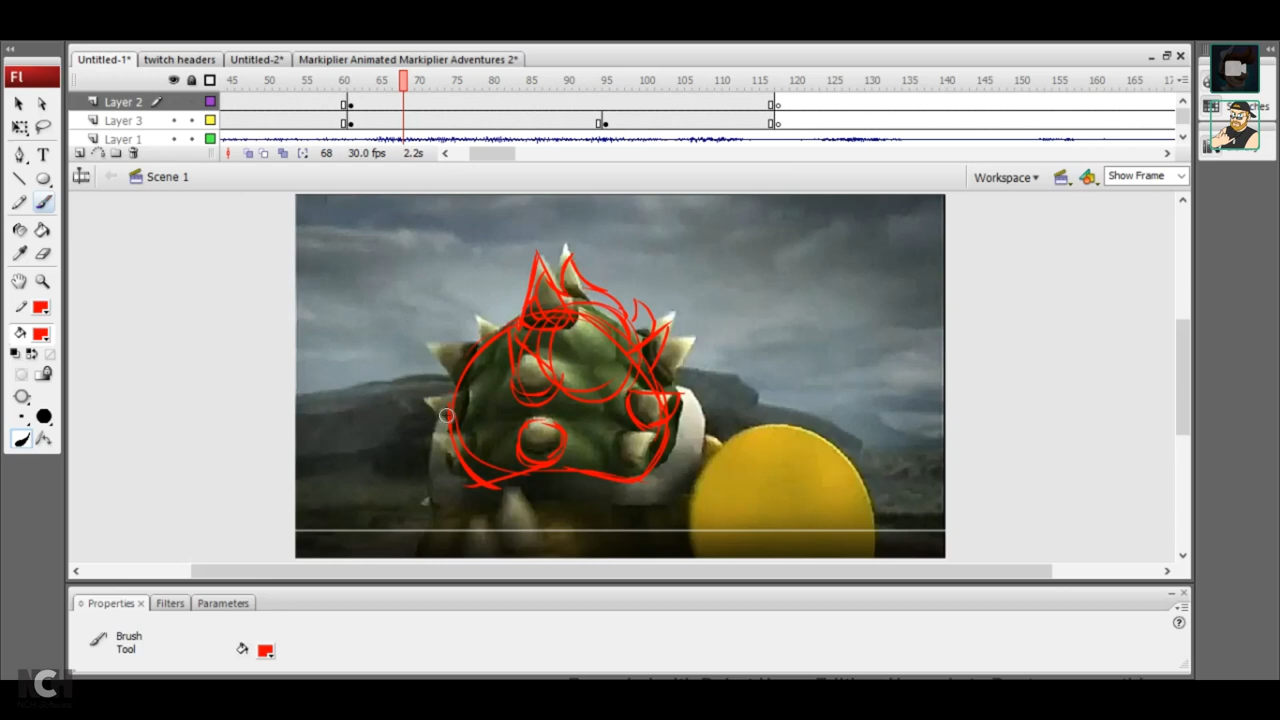 Untitled-1* twitch headers Untitled-2* Markiplier Animated Markiplier Adventures 2*
Fl
45 50 55 60 65 70 75 80 85 90 95 100 105 110 115 120 125 130 135 140 145 150 155 160 165 170 17
Layer 2
Layer 3
Layer 1
68 30.0 fps 2.2s
Scene 1 Workspace Show Frame
Properties Filters Parameters
Brush
Tool
NCH